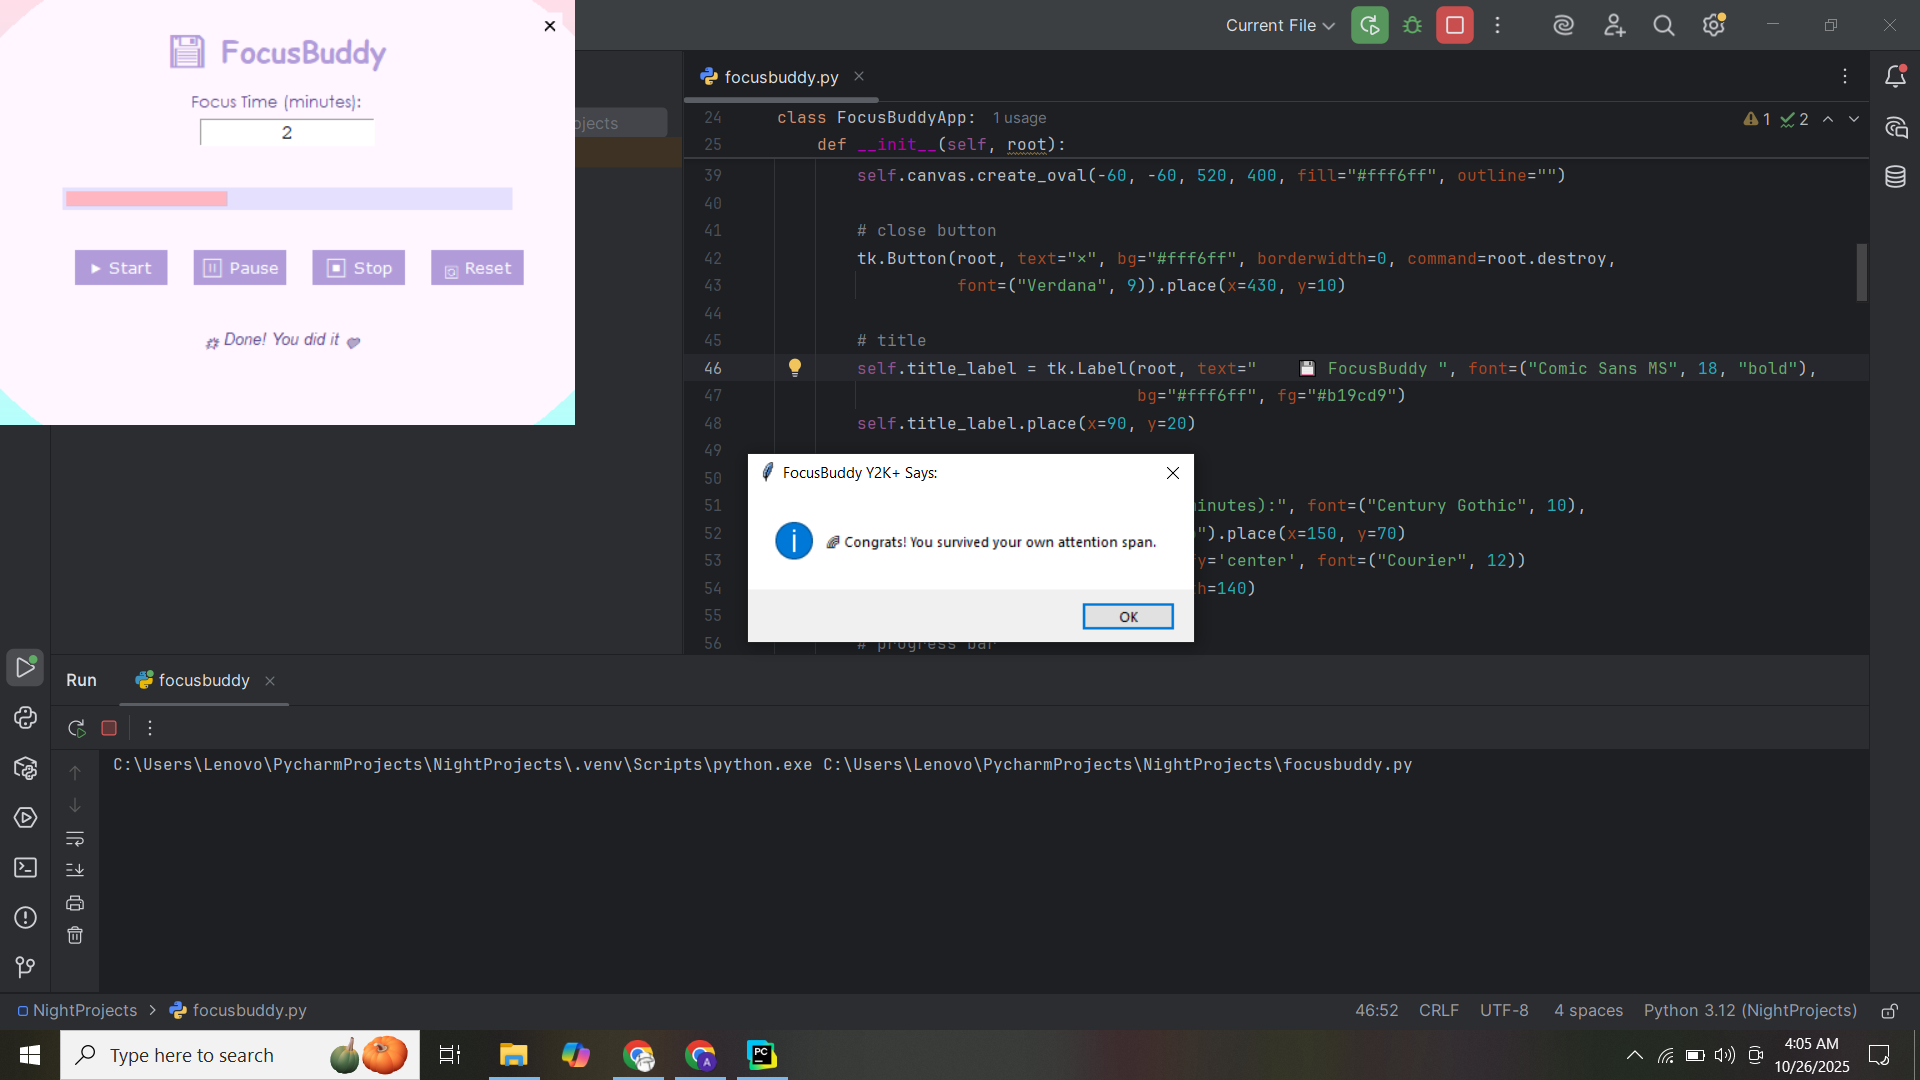 ×
💾 FocusBuddy
Focus Time (minutes):
2
Start
Pause
Stop
Reset
Done! You did it
Current File
ojects
focusbuddy.py
24 class FocusBuddyApp: 1 usage
1
2
25 def __init__(self, root):
39 self.canvas.create_oval(-60, -60, 520, 400, fill="#fff6ff", outline="")
40
41 # close button
42 tk.Button(root, text="×", bg="#fff6ff", borderwidth=0, command=root.destroy,
43 font=("Verdana", 9)).place(x=430, y=10)
44
45 # title
46 self.title_label = tk.Label(root, text="    💾 FocusBuddy ", font=("Comic Sans MS", 18, "bold"),
47 bg="#fff6ff", fg="#b19cd9")
48 self.title_label.place(x=90, y=20)
49
50
51 inutes):", font=("Century Gothic", 10),
52 ").place(x=150, y=70)
53 y='center', font=("Courier", 12))
54 h=140)
55
56 # progress bar
FocusBuddy Y2K+ Says:
🌈 Congrats! You survived your own attention span.
OK
Run
focusbuddy
C:\Users\Lenovo\PycharmProjects\NightProjects\.venv\Scripts\python.exe C:\Users\Lenovo\PycharmProjects\NightProjects\focusbuddy.py
NightProjects > focusbuddy.py
46:52
CRLF
UTF-8
4 spaces
Python 3.12 (NightProjects)
Type here to search
PC
A
4:05 AM
10/26/2025